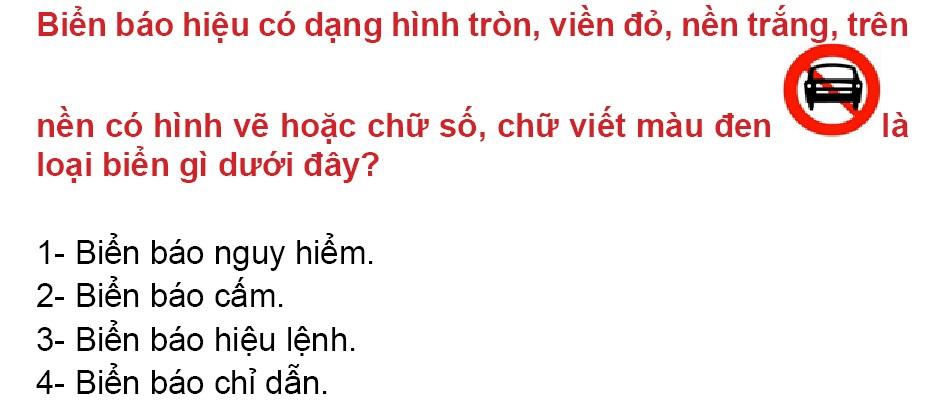 Biển báo hiệu có dạng hình tròn, viền đỏ, nền trắng, trên
nền có hình vẽ hoặc chữ số, chữ viết màu đen là
loại biển gì dưới đây?
1- Biển báo nguy hiểm.
2- Biển báo cấm.
3- Biển báo hiệu lệnh.
4- Biển báo chỉ dẫn.